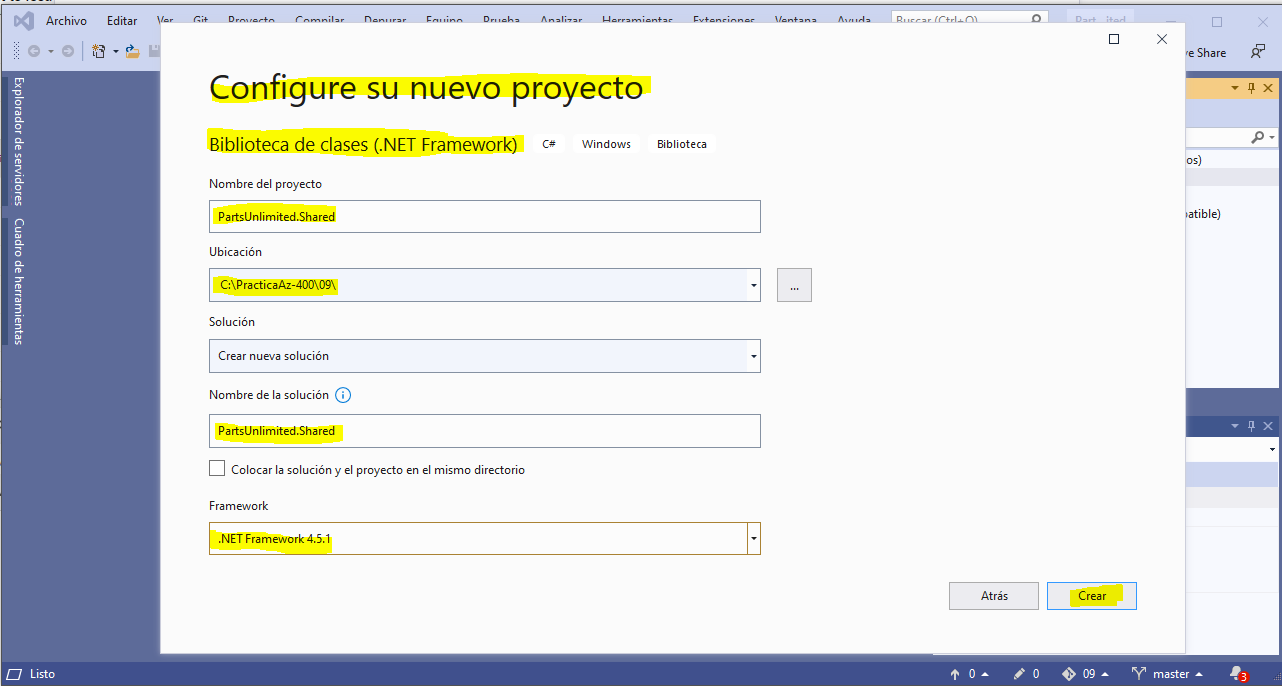 Archivo Editar Ver Git Proyecto Compilar Depurar Equipo Prueba Analizar Herramientas Extensiones Ventana Ayuda Buscar (Ctrl+Q)
ve Share
Explorador de servidores
Cuadro de herramientas
Configure su nuevo proyecto
Biblioteca de clases (.NET Framework) C# Windows Biblioteca
Nombre del proyecto
PartsUnlimited.Shared
Ubicación
C:\PracticaAz-400\09\
...
Solución
Crear nueva solución
Nombre de la solución
PartsUnlimited.Shared
Colocar la solución y el proyecto en el mismo directorio
Framework
.NET Framework 4.5.1
Atrás Crear
os)
atible)
Listo 0 0 09 master 3